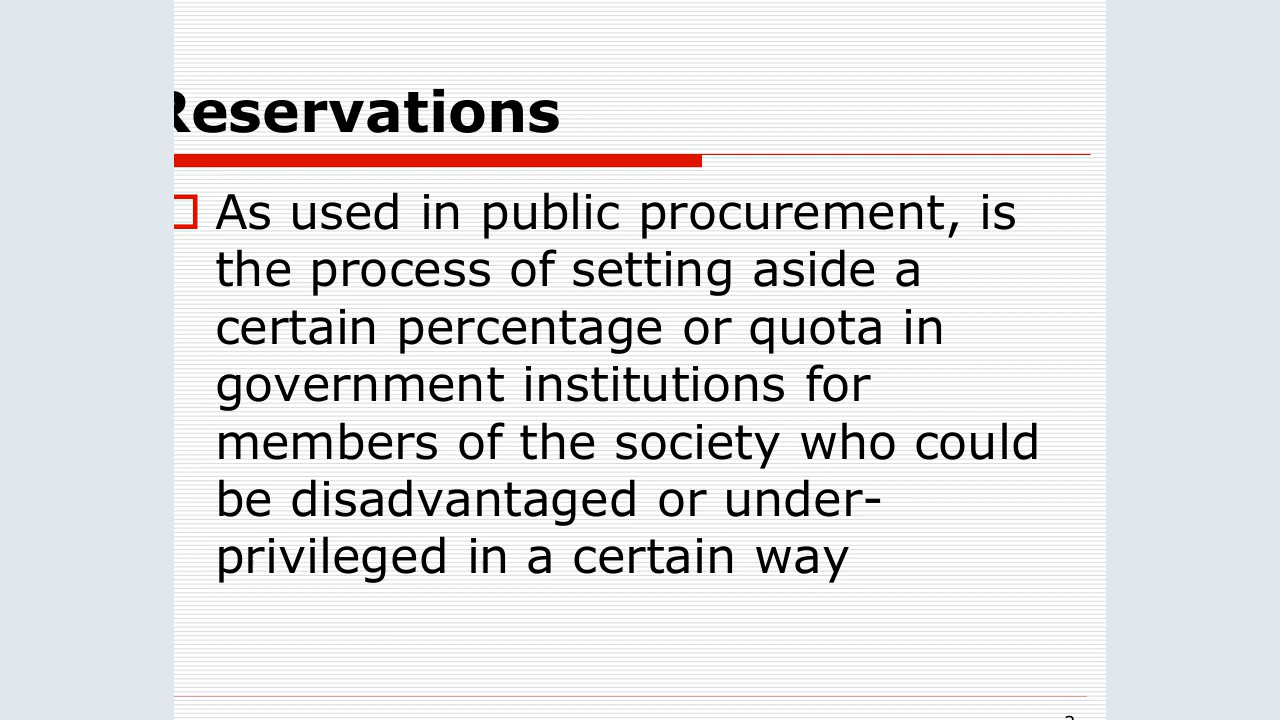 Reservations
As used in public procurement, is
the process of setting aside a
certain percentage or quota in
government institutions for
members of the society who could
be disadvantaged or under-
privileged in a certain way